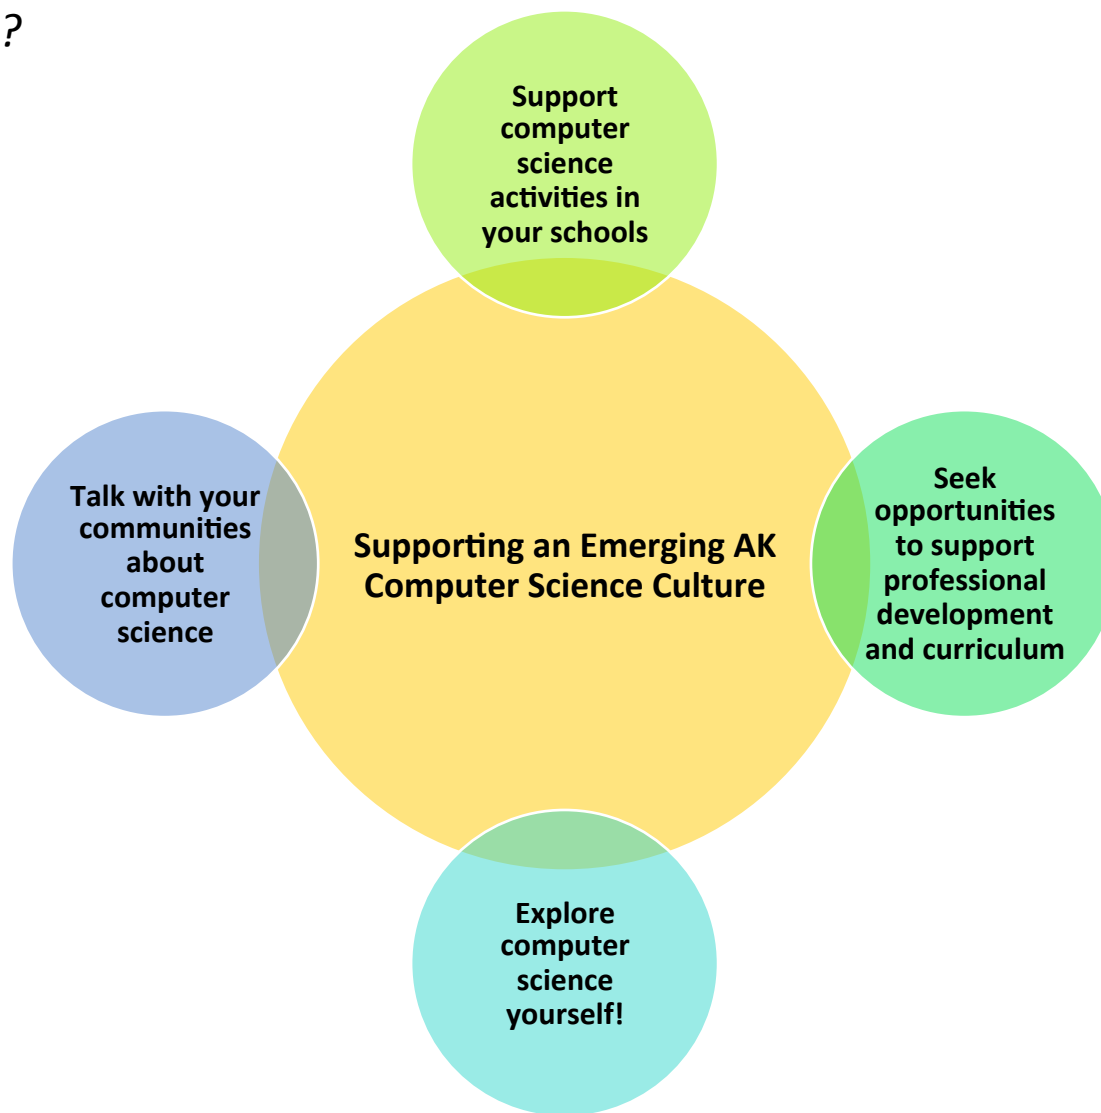 ?
Support
computer
science
activities in
your schools
Talk with your
communities
about
computer
science
Supporting an Emerging AK
Computer Science Culture
Seek
opportunities
to support
professional
development
and curriculum
Explore
computer
science
yourself!